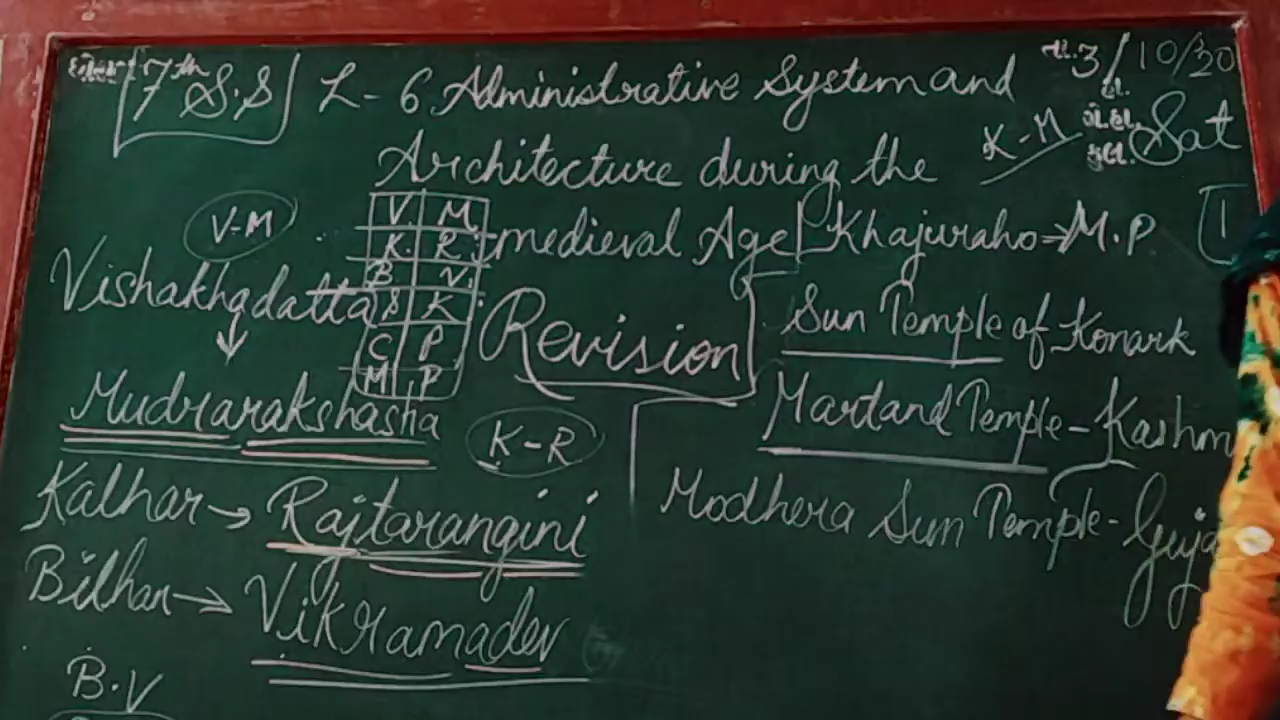 7th S.S L-6. Administrative System and
તા. 3/10/20
Architecture during the K-M Sat
medieval Age
V-M
V. M.
K. R.
B V.
S K
C P
M P
Vishakhadatta
↓
Mudrarakshasha
Revision
Khajuraho→M.P
Sun Temple of Konark
Martand Temple-Kashm
Modhera Sun Temple-Guja
K-R
Kalhar→Rajtarangini
Bilhan→Vikramadev
B.V